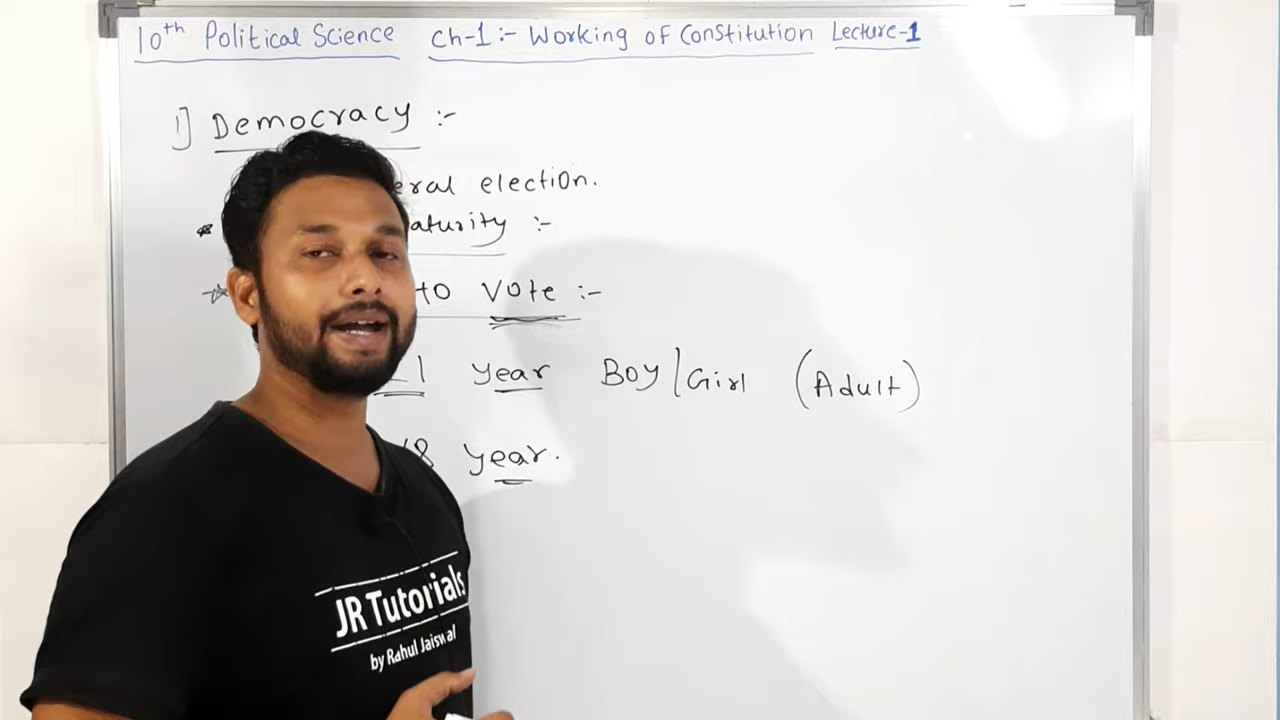 10th Political Science Ch-1:- Working of Constitution Lecture-1
1] Democracy :-
eral election.
aturity :-
to Vote :-
21 year Boy/Girl (Adult)
18 year.
JR Tutorials
by Rahul Jaiswal